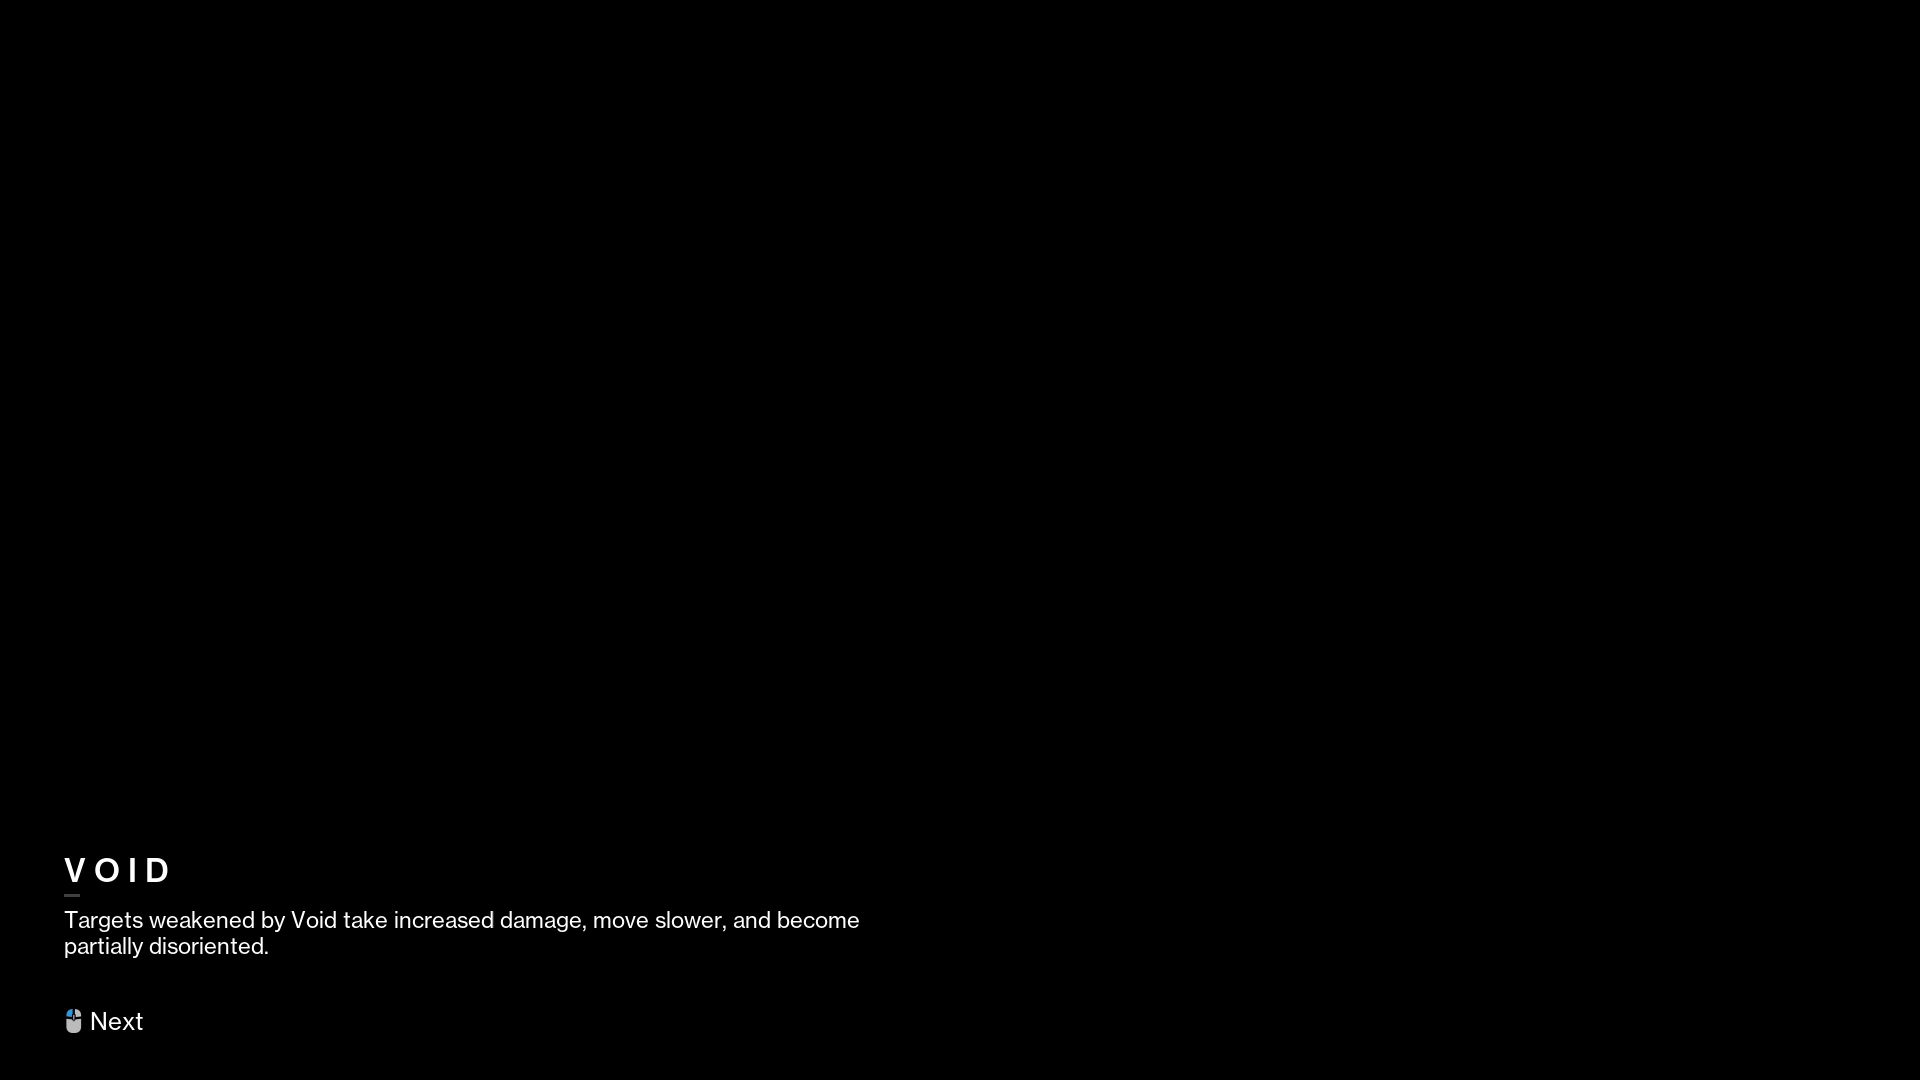 VOID
Targets weakened by Void take increased damage, move slower, and become
partially disoriented.
Next